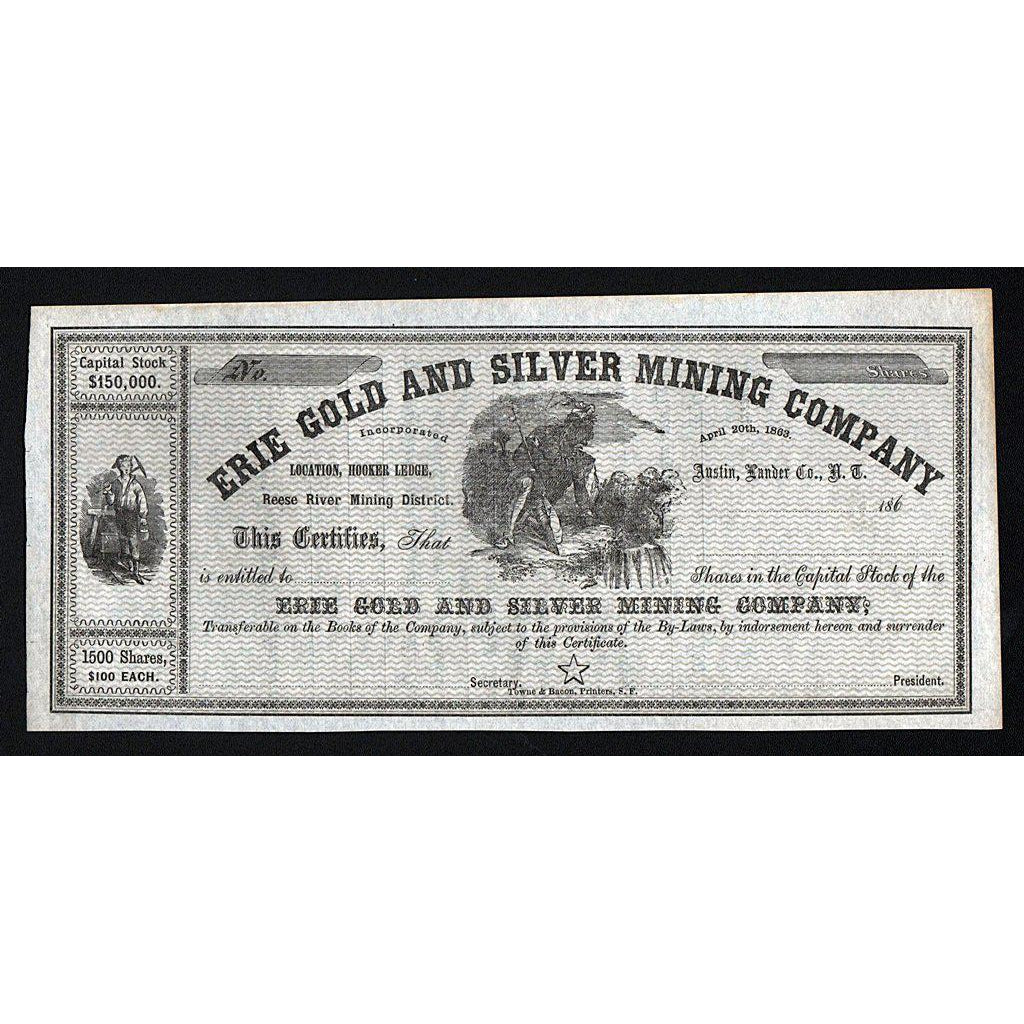 Capital Stock
$150,000.
No.
Shares
ERIE GOLD AND SILVER MINING COMPANY
Incorporated
April 20th, 1863.
LOCATION, HOOKER LEDGE,
Austin, Lander Co., N. T.
Reese River Mining District.
186
This Certifies, That
is entitled to
Shares in the Capital Stock of the
ERIE GOLD AND SILVER MINING COMPANY;
Transferable on the Books of the Company, subject to the provisions of the By-Laws, by indorsement hereon and surrender
of this Certificate.
1500 Shares,
$100 EACH.
Secretary.
President.
Towne & Bacon, Printers, S. F.